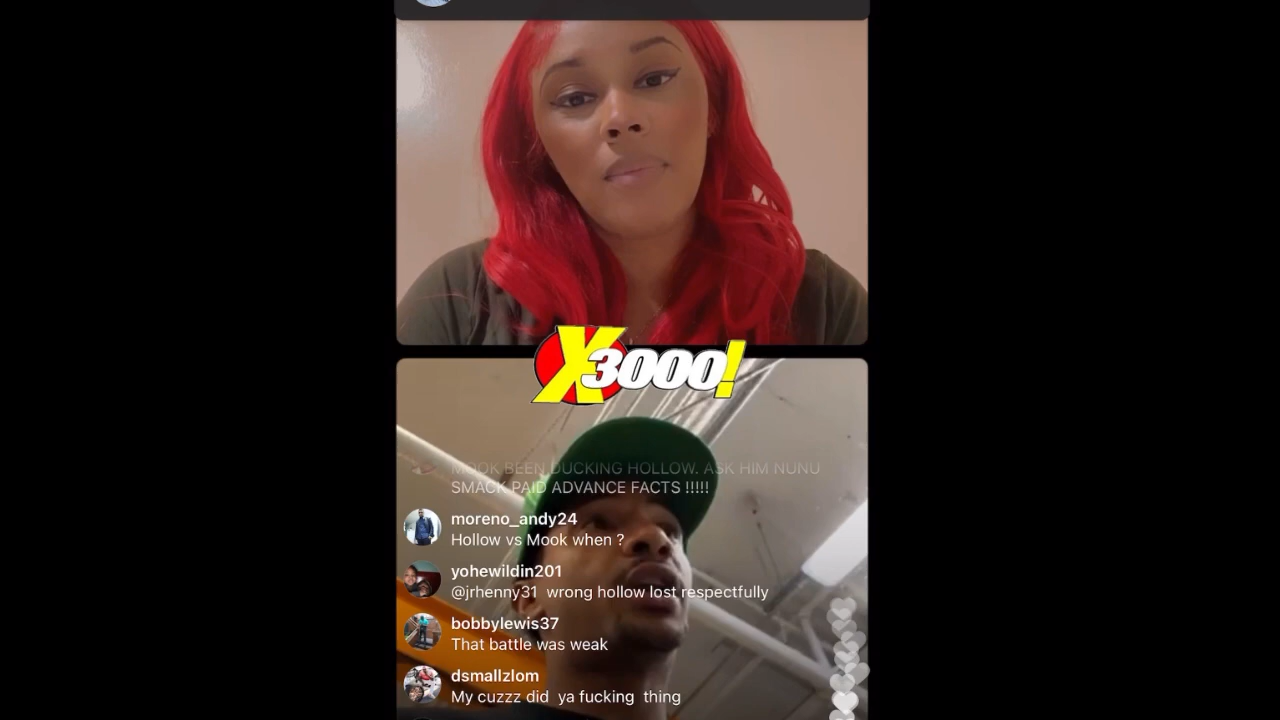 X3000!
MOOK BEEN DUCKING HOLLOW. ASK HIM NUNU
SMACK PAID ADVANCE FACTS !!!!!
moreno_andy24
Hollow vs Mook when ?
yohewildin201
@jrhenny31 wrong hollow lost respectfully
bobbylewis37
That battle was weak
dsmallzlom
My cuzzz did ya fucking thing